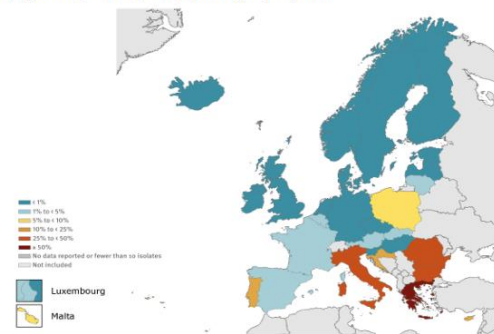 < 1%
1% to < 5%
5% to < 10%
10% to < 25%
25% to < 50%
≥ 50%
No data reported or fewer than 10 isolates
Not included
Luxembourg
Malta